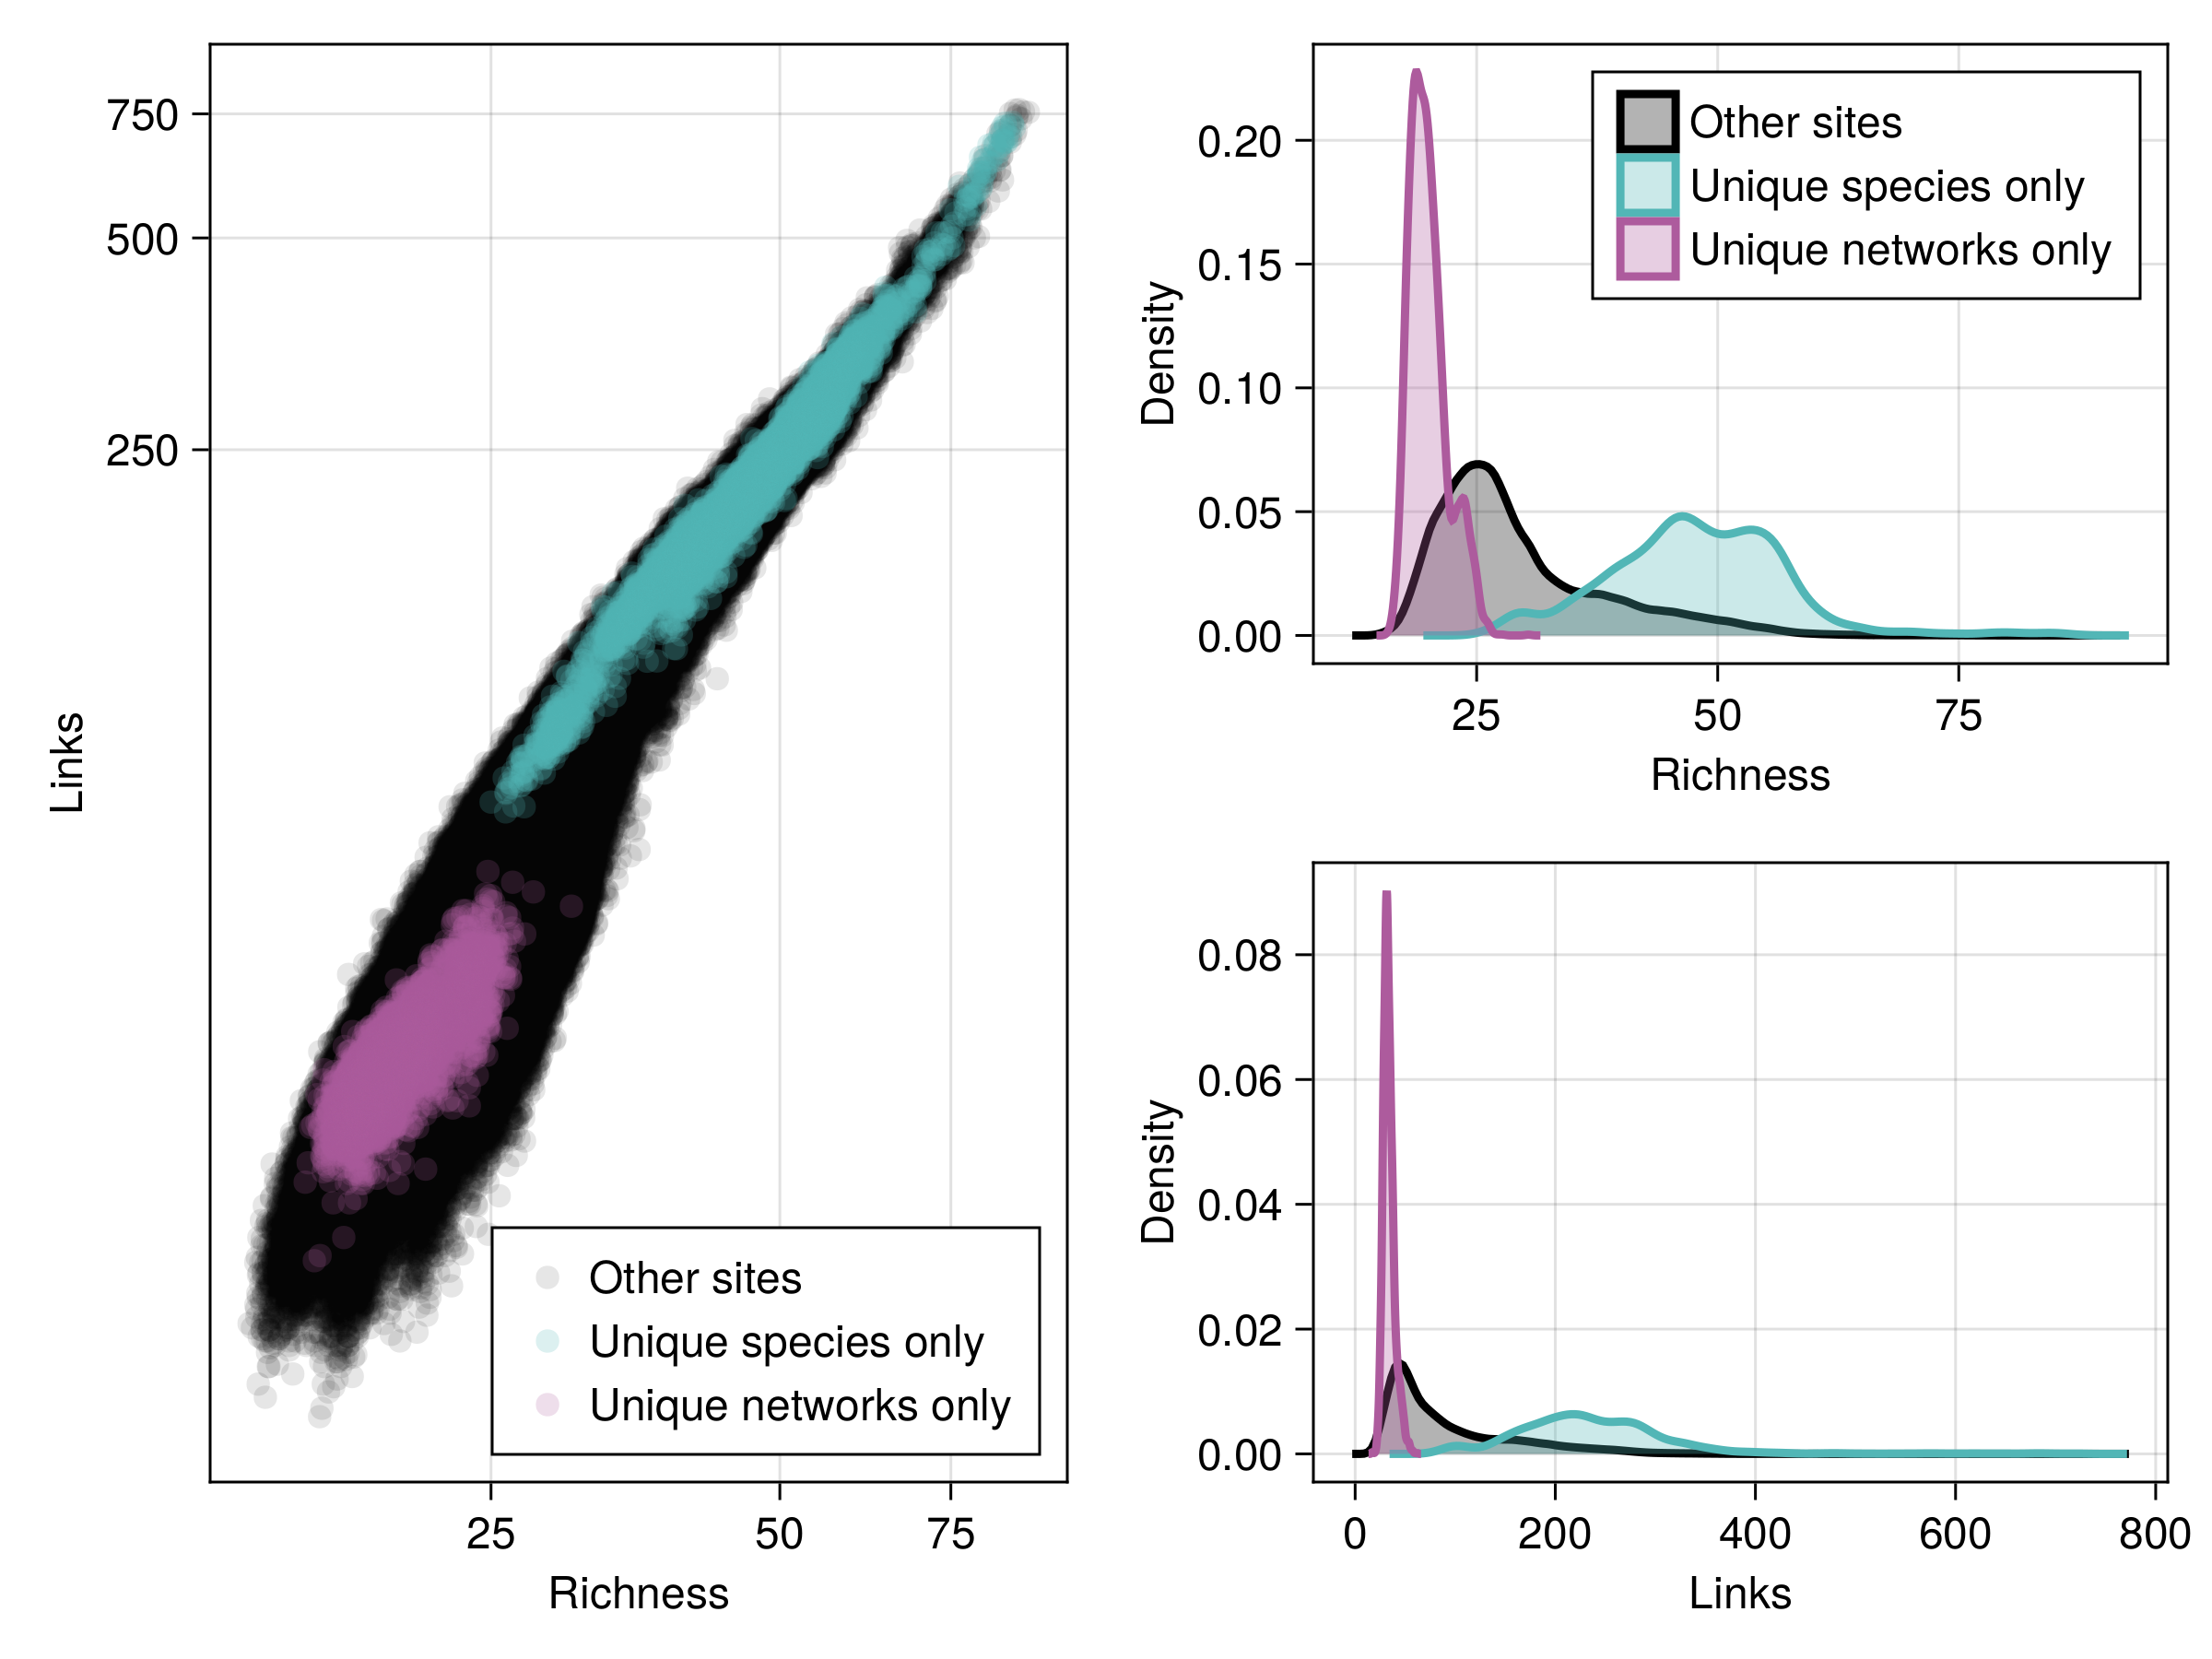 750
500
250
Links
25
50
75
Richness
Other sites
Unique species only
Unique networks only
0.20
0.15
0.10
0.05
0.00
Density
25
50
75
Richness
Other sites
Unique species only
Unique networks only
0.08
0.06
0.04
0.02
0.00
Density
0
200
400
600
800
Links